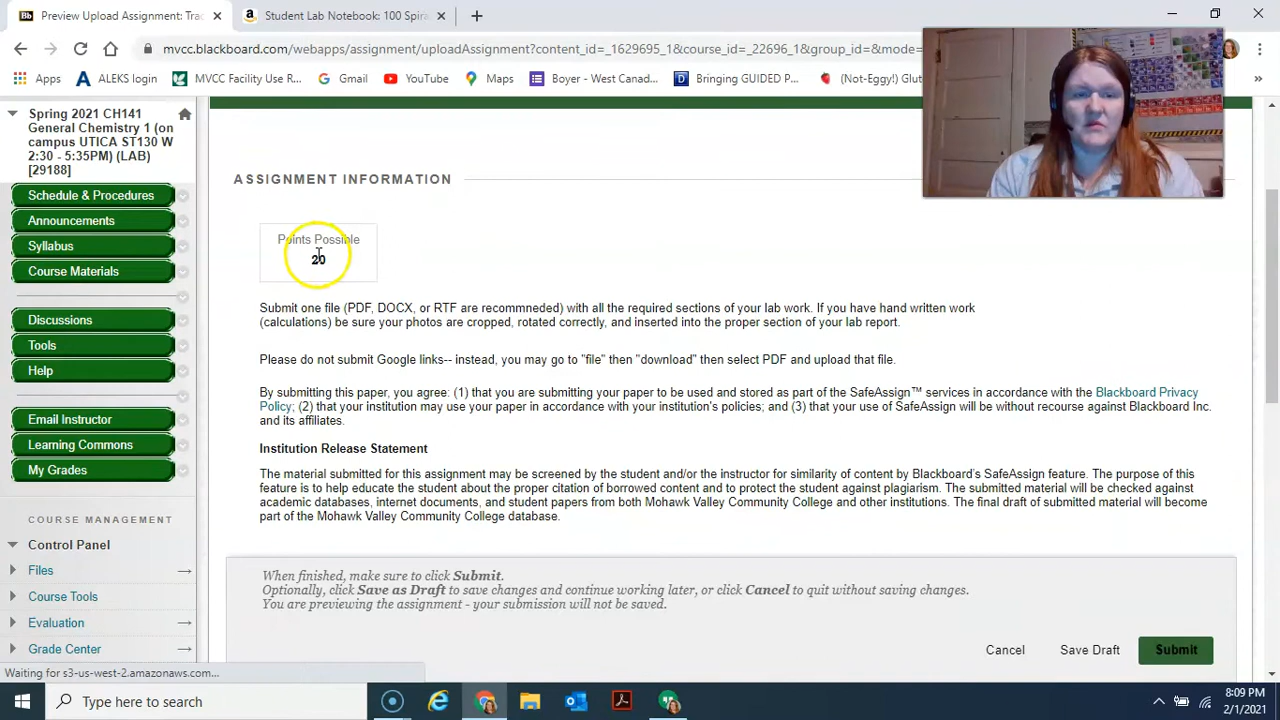 Preview Upload Assignment: Trac ×
Student Lab Notebook: 100 Spira ×
mvcc.blackboard.com/webapps/assignment/uploadAssignment?content_id=_1629695_1&course_id=_22696_1&group_id=&mode=
Apps ALEKS login MVCC Facility Use R... Gmail YouTube Maps Boyer - West Canad... Bringing GUIDED P... (Not-Eggy!) Glut »
Spring 2021 CH141
General Chemistry 1 (on
campus UTICA ST130 W
2:30 - 5:35PM) (LAB)
[29188]
Schedule & Procedures
Announcements
Syllabus
Course Materials
Discussions
Tools
Help
Email Instructor
Learning Commons
My Grades
COURSE MANAGEMENT
Control Panel
Files
Course Tools
Evaluation
Grade Center
ASSIGNMENT INFORMATION
Points Possible
20
Submit one file (PDF, DOCX, or RTF are recommneded) with all the required sections of your lab work. If you have hand written work
(calculations) be sure your photos are cropped, rotated correctly, and inserted into the proper section of your lab report.
Please do not submit Google links-- instead, you may go to "file" then "download" then select PDF and upload that file.
By submitting this paper, you agree: (1) that you are submitting your paper to be used and stored as part of the SafeAssign™ services in accordance with the Blackboard Privacy
Policy; (2) that your institution may use your paper in accordance with your institution's policies; and (3) that your use of SafeAssign will be without recourse against Blackboard Inc.
and its affiliates.
Institution Release Statement
The material submitted for this assignment may be screened by the student and/or the instructor for similarity of content by Blackboard's SafeAssign feature. The purpose of this
feature is to help educate the student about the proper citation of borrowed content and to protect the student against plagiarism. The submitted material will be checked against
academic databases, internet documents, and student papers from both Mohawk Valley Community College and other institutions. The final draft of submitted material will become
part of the Mohawk Valley Community College database.
When finished, make sure to click Submit.
Optionally, click Save as Draft to save changes and continue working later, or click Cancel to quit without saving changes.
You are previewing the assignment - your submission will not be saved.
Cancel Save Draft Submit
Waiting for s3-us-west-2.amazonaws.com...
Type here to search
8:09 PM
2/1/2021